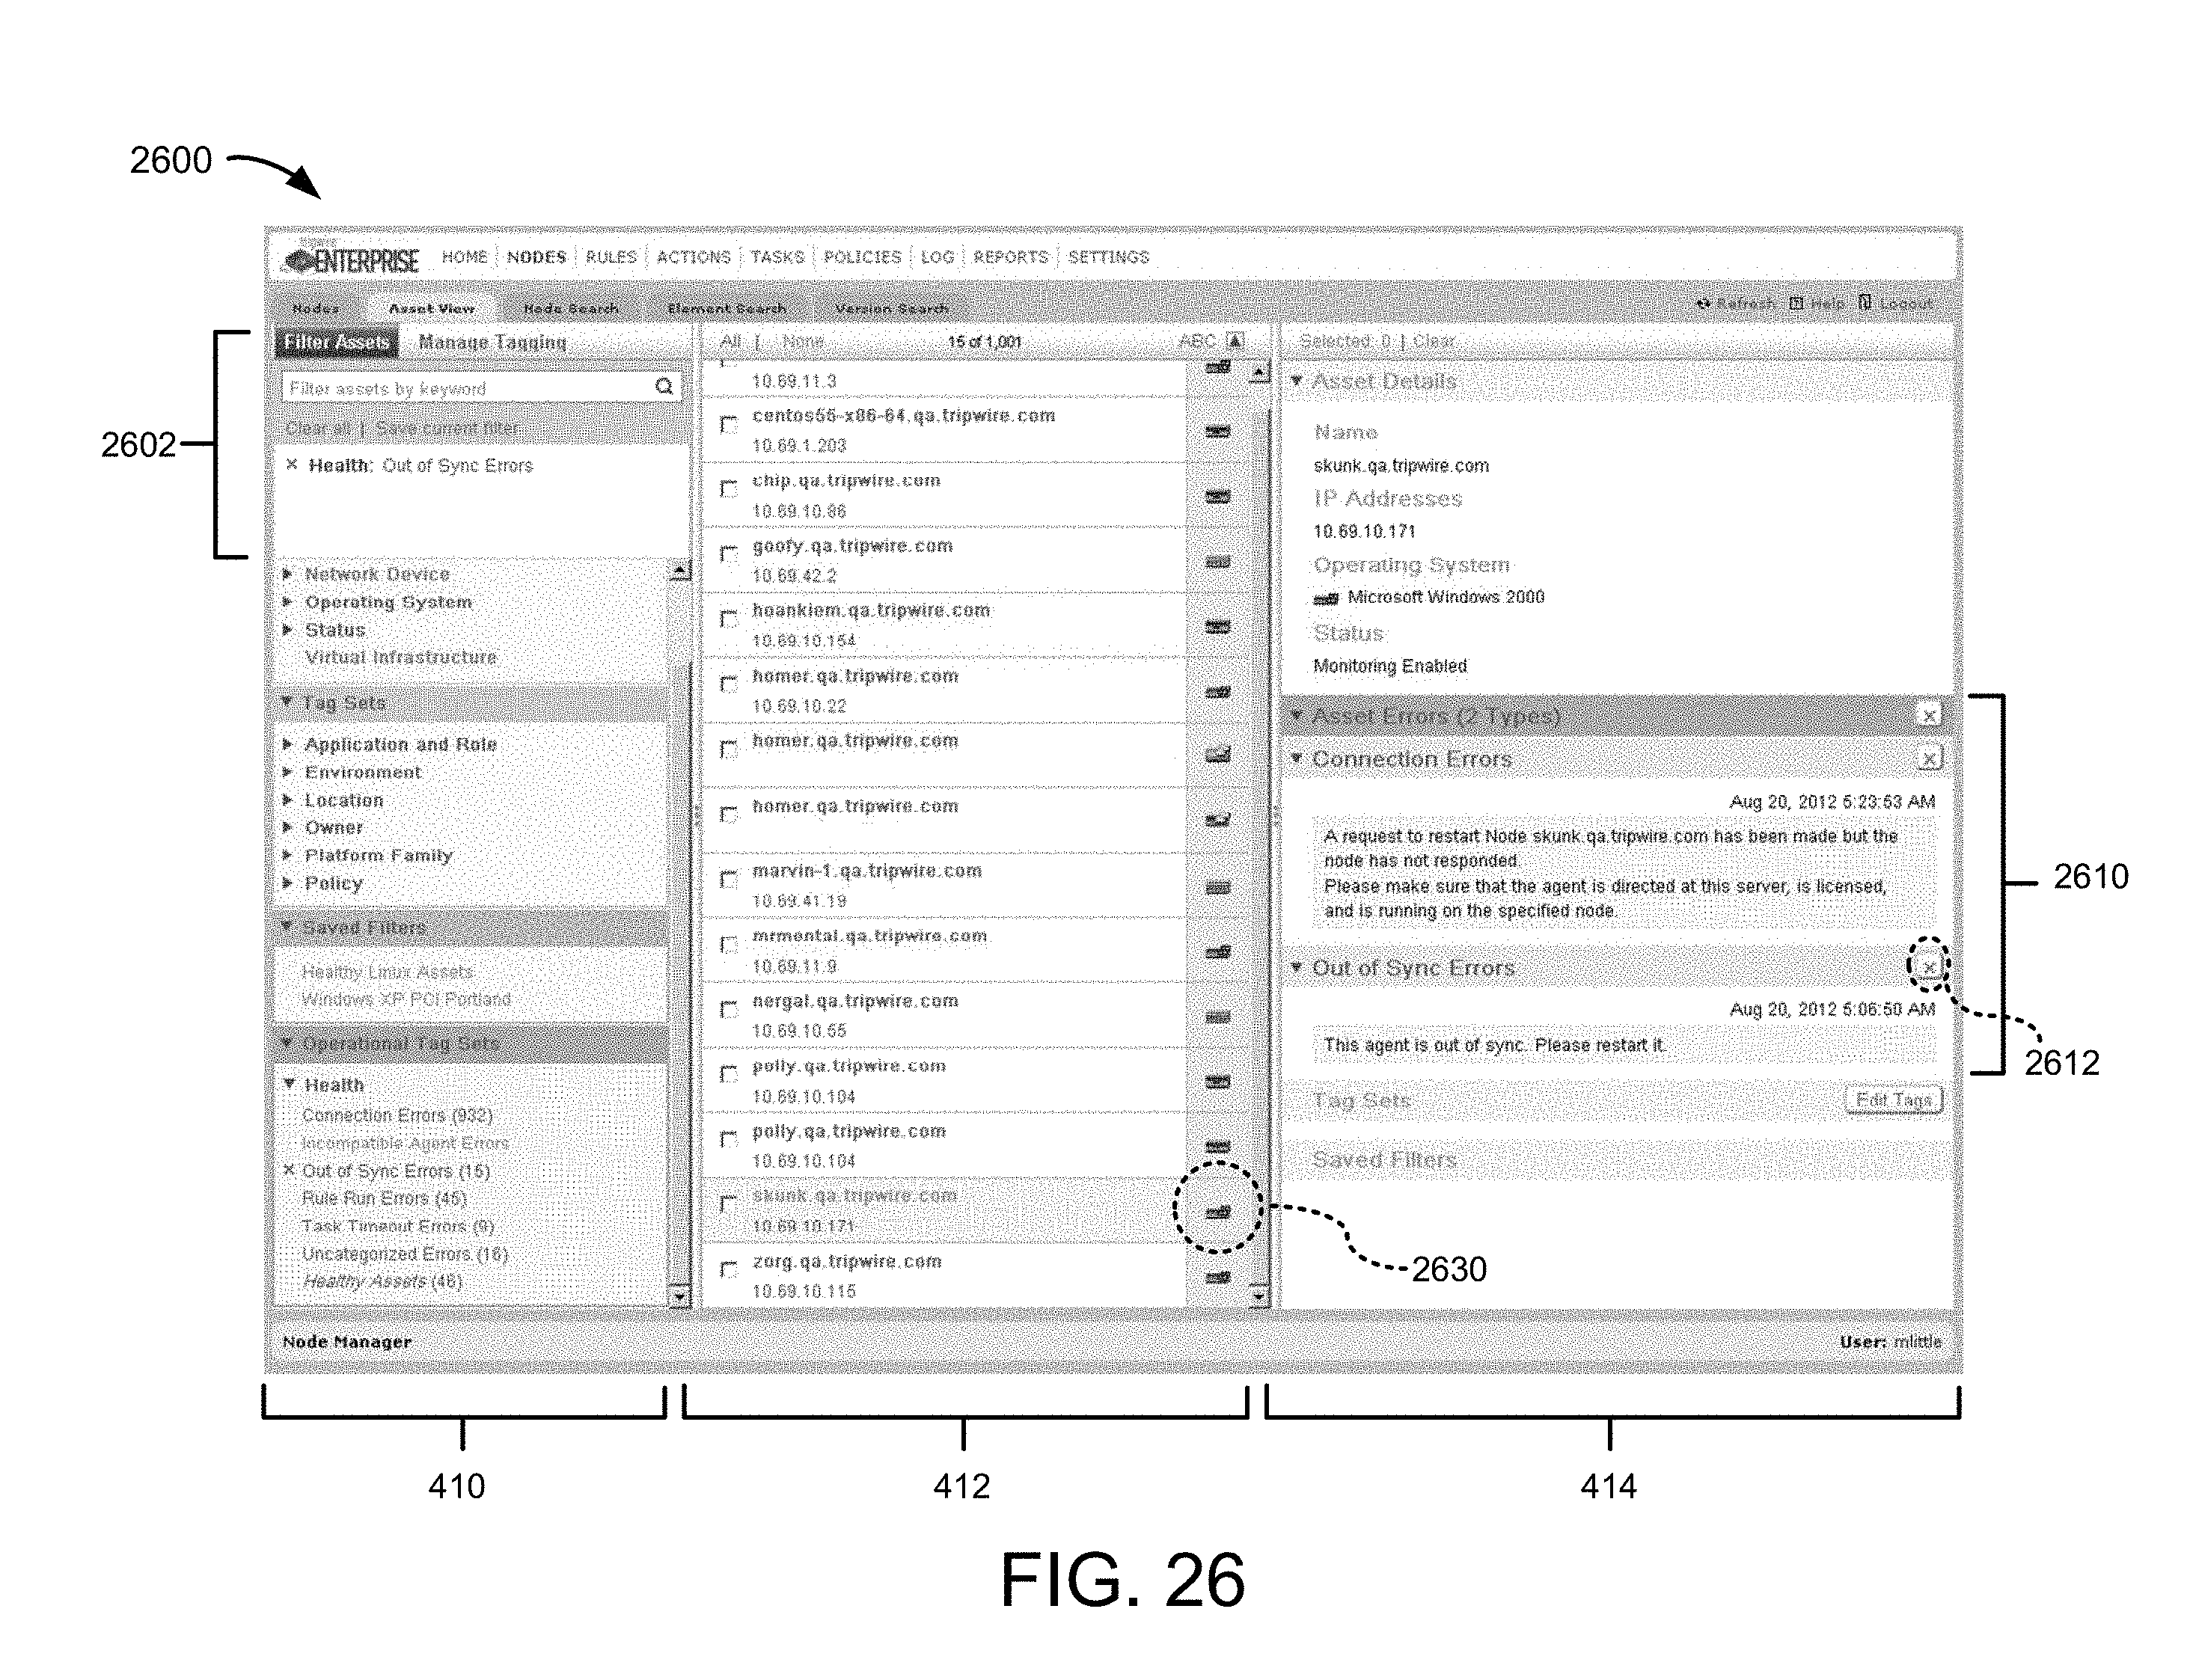 2600
ENTERPRISE HOME NODES RULES ACTIONS TASKS POLICIES LOG REPORTS SETTINGS
Nodes Asset View Node Search Element Search Version Search Refresh Help Logout
2602
Filter Assets Manage Tagging
Filter assets by keyword
Clear all | Save current filter
× Health: Out of Sync Errors
Network Device
Operating System
Status
Virtual Infrastructure
Tag Sets
Application and Role
Environment
Location
Owner
Platform Family
Policy
Saved Filters
Healthy Linux Assets
Windows XP PCI Portland
Operational Tag Sets
Health
Connection Errors (932)
Incompatible Agent Errors
× Out of Sync Errors (15)
Rule Run Errors (45)
Task Timeout Errors (9)
Uncategorized Errors (16)
Healthy Assets (46)
All | None 15 of 1,001 ABC
10.69.11.3
centos55-x86-64.qa.tripwire.com
10.69.1.203
chip.qa.tripwire.com
10.69.10.86
goofy.qa.tripwire.com
10.69.42.2
hoankiem.qa.tripwire.com
10.69.10.154
homer.qa.tripwire.com
10.69.10.22
homer.qa.tripwire.com
homer.qa.tripwire.com
marvin-1.qa.tripwire.com
10.69.41.19
mrmental.qa.tripwire.com
10.69.11.9
nergal.qa.tripwire.com
10.69.10.55
polly.qa.tripwire.com
10.69.10.104
polly.qa.tripwire.com
10.69.10.104
skunk.qa.tripwire.com
10.69.10.171
zorg.qa.tripwire.com
10.69.10.115
Selected: 0 | Clear
Asset Details
Name
skunk.qa.tripwire.com
IP Addresses
10.69.10.171
Operating System
Microsoft Windows 2000
Status
Monitoring Enabled
Asset Errors (2 Types) ×
Connection Errors ×
Aug 20, 2012 5:23:53 AM
A request to restart Node skunk.qa.tripwire.com has been made but the
node has not responded.
Please make sure that the agent is directed at this server, is licensed,
and is running on the specified node.
Out of Sync Errors ×
Aug 20, 2012 5:06:50 AM
This agent is out of sync. Please restart it.
Tag Sets Edit Tags
Saved Filters
2610
2612
2630
Node Manager User: mlittle
410 412 414
FIG. 26